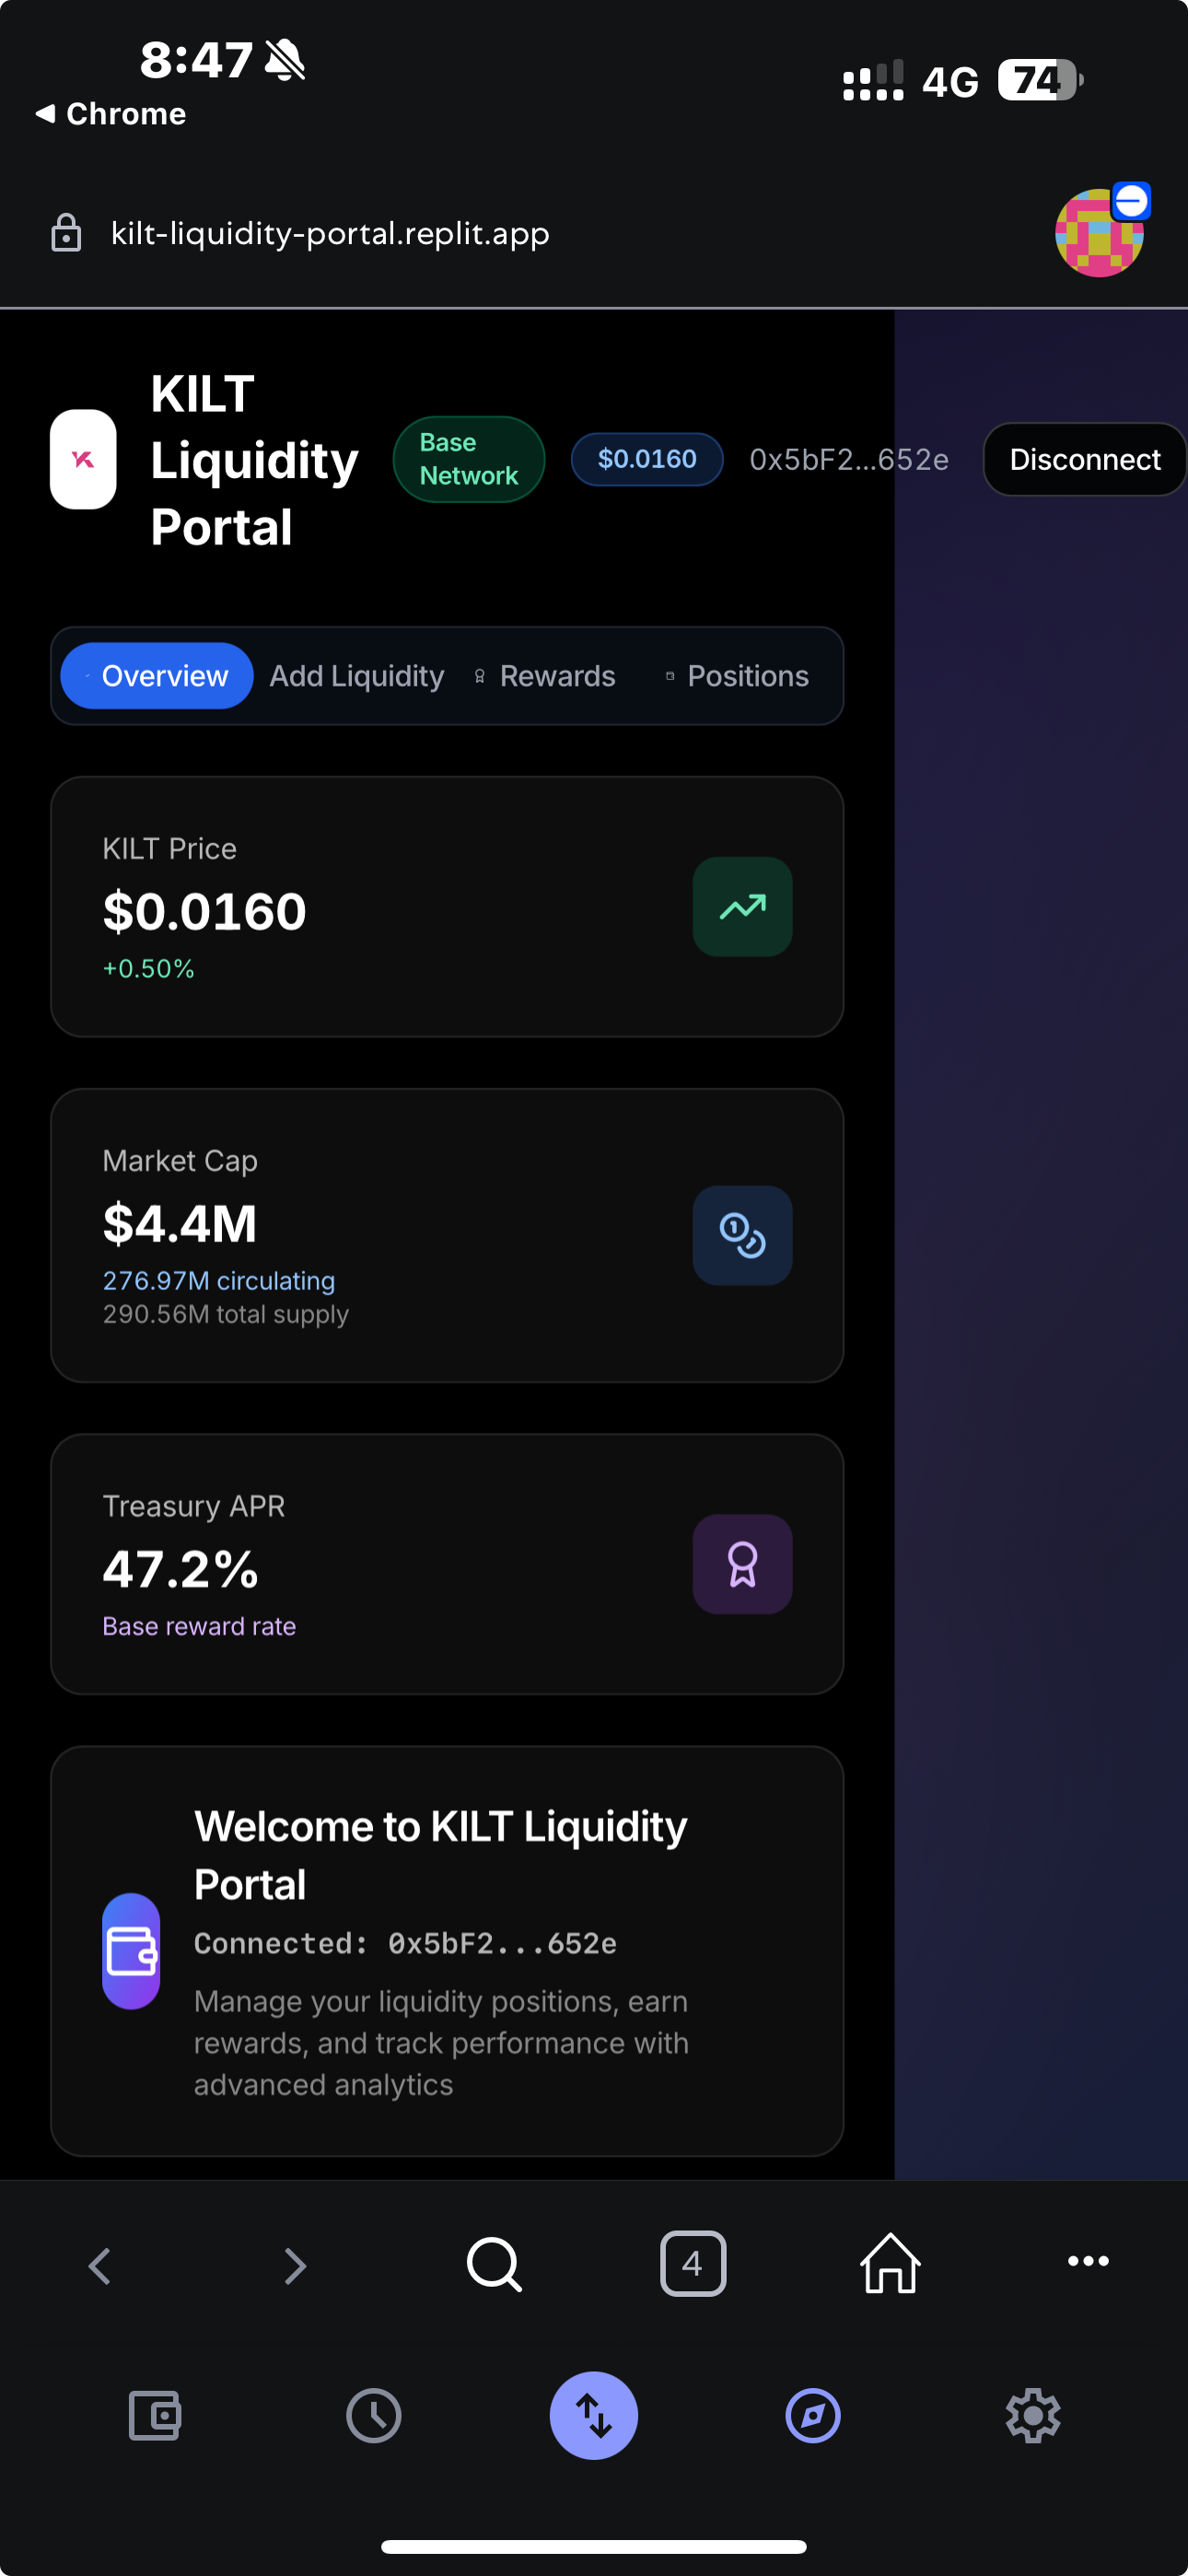 8:47
Chrome
4G
74
kilt-liquidity-portal.replit.app
KILT
Liquidity
Portal
Base
Network
$0.0160
0x5bF2...652e
Disconnect
Overview
Add Liquidity
Rewards
Positions
KILT Price
$0.0160
+0.50%
Market Cap
$4.4M
276.97M circulating
290.56M total supply
Treasury APR
47.2%
Base reward rate
Welcome to KILT Liquidity
Portal
Connected: 0x5bF2...652e
Manage your liquidity positions, earn
rewards, and track performance with
advanced analytics
4